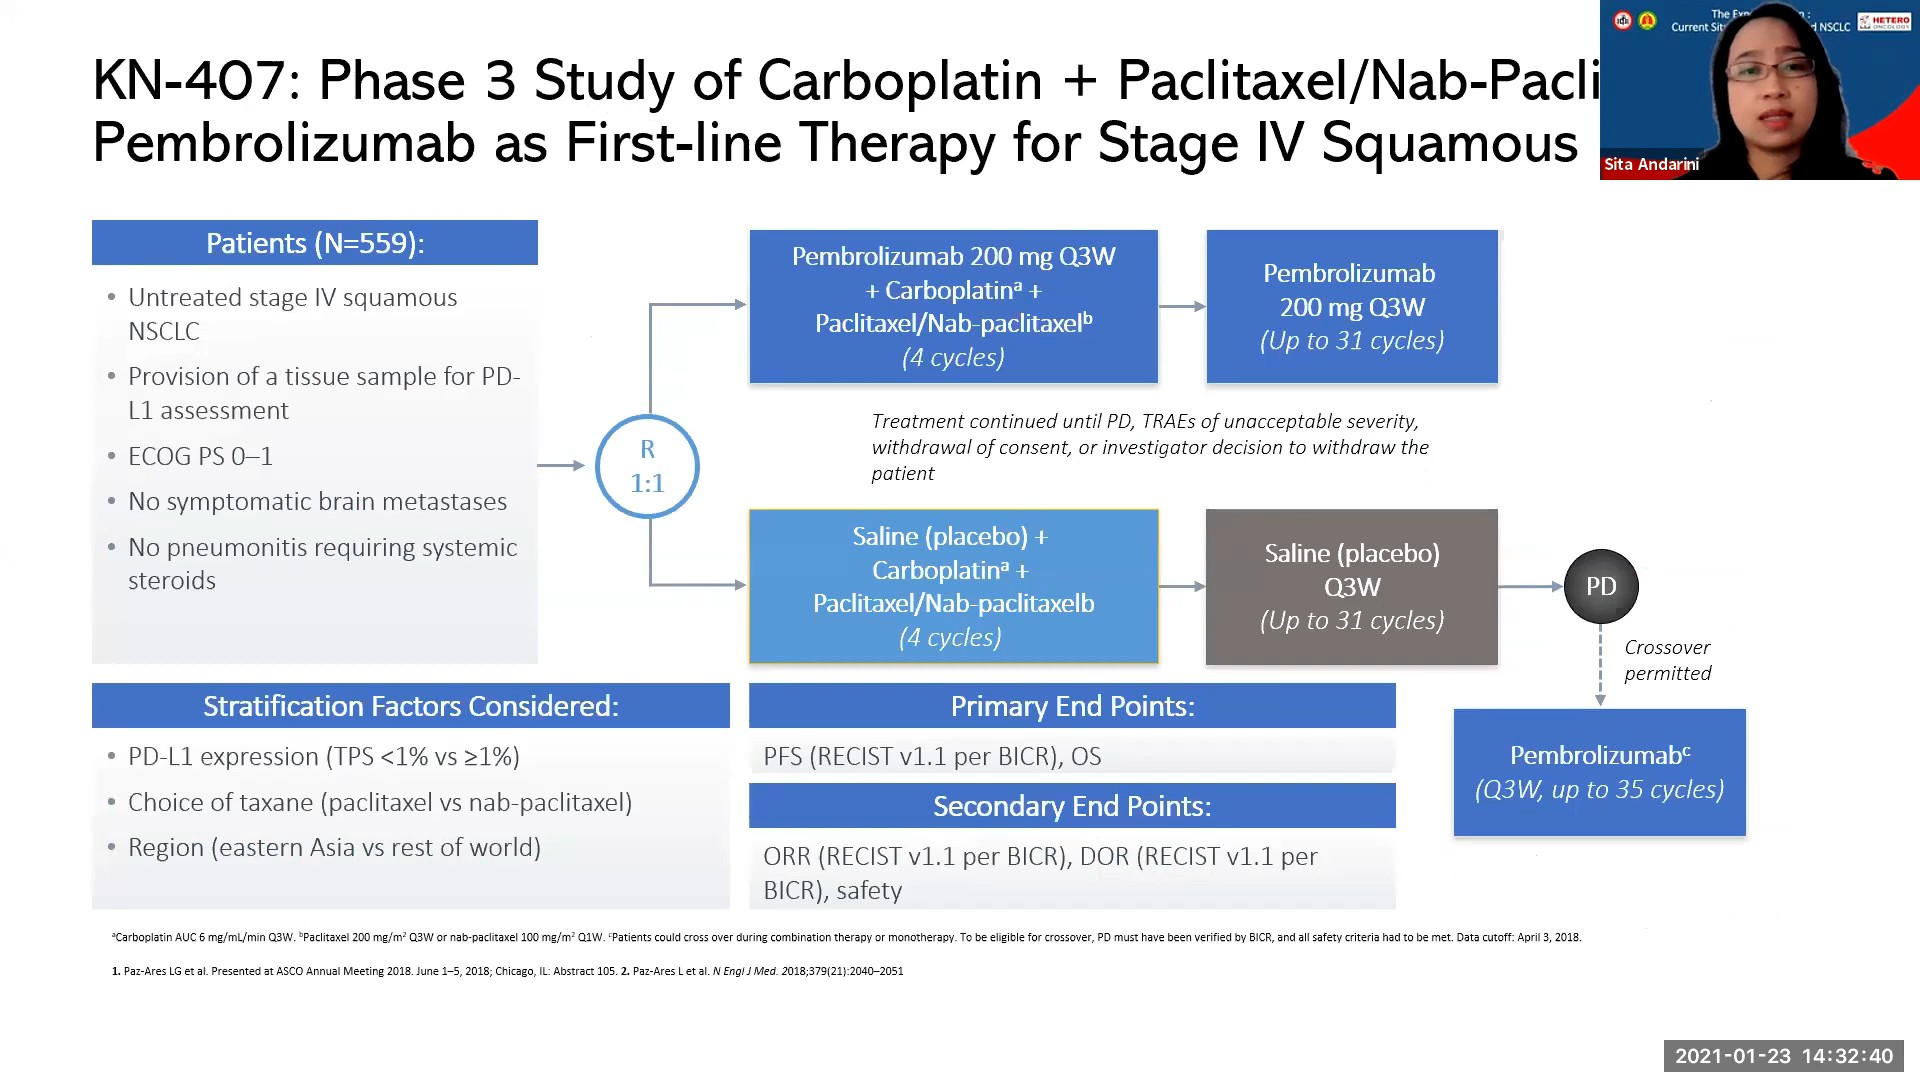 KN-407: Phase 3 Study of Carboplatin + Paclitaxel/Nab-Pacli
Pembrolizumab as First-line Therapy for Stage IV Squamous
The Exp :
Current Sit d NSCLC
HETERO
ONCOLOGY
Sita Andarini
Patients (N=559):
• Untreated stage IV squamous
NSCLC
• Provision of a tissue sample for PD-
L1 assessment
• ECOG PS 0–1
• No symptomatic brain metastases
• No pneumonitis requiring systemic
steroids
R
1:1
Pembrolizumab 200 mg Q3W
+ Carboplatinᵃ +
Paclitaxel/Nab-paclitaxelᵇ
(4 cycles)
Pembrolizumab
200 mg Q3W
(Up to 31 cycles)
Treatment continued until PD, TRAEs of unacceptable severity,
withdrawal of consent, or investigator decision to withdraw the
patient
Saline (placebo) +
Carboplatinᵃ +
Paclitaxel/Nab-paclitaxelb
(4 cycles)
Saline (placebo)
Q3W
(Up to 31 cycles)
PD
Crossover
permitted
Pembrolizumabᶜ
(Q3W, up to 35 cycles)
Stratification Factors Considered:
• PD-L1 expression (TPS <1% vs ≥1%)
• Choice of taxane (paclitaxel vs nab-paclitaxel)
• Region (eastern Asia vs rest of world)
Primary End Points:
PFS (RECIST v1.1 per BICR), OS
Secondary End Points:
ORR (RECIST v1.1 per BICR), DOR (RECIST v1.1 per
BICR), safety
ᵃCarboplatin AUC 6 mg/mL/min Q3W. ᵇPaclitaxel 200 mg/m² Q3W or nab-paclitaxel 100 mg/m² Q1W. ᶜPatients could cross over during combination therapy or monotherapy. To be eligible for crossover, PD must have been verified by BICR, and all safety criteria had to be met. Data cutoff: April 3, 2018.
1. Paz-Ares LG et al. Presented at ASCO Annual Meeting 2018. June 1–5, 2018; Chicago, IL: Abstract 105. 2. Paz-Ares L et al. N Engl J Med. 2018;379(21):2040–2051
2021-01-23 14:32:40